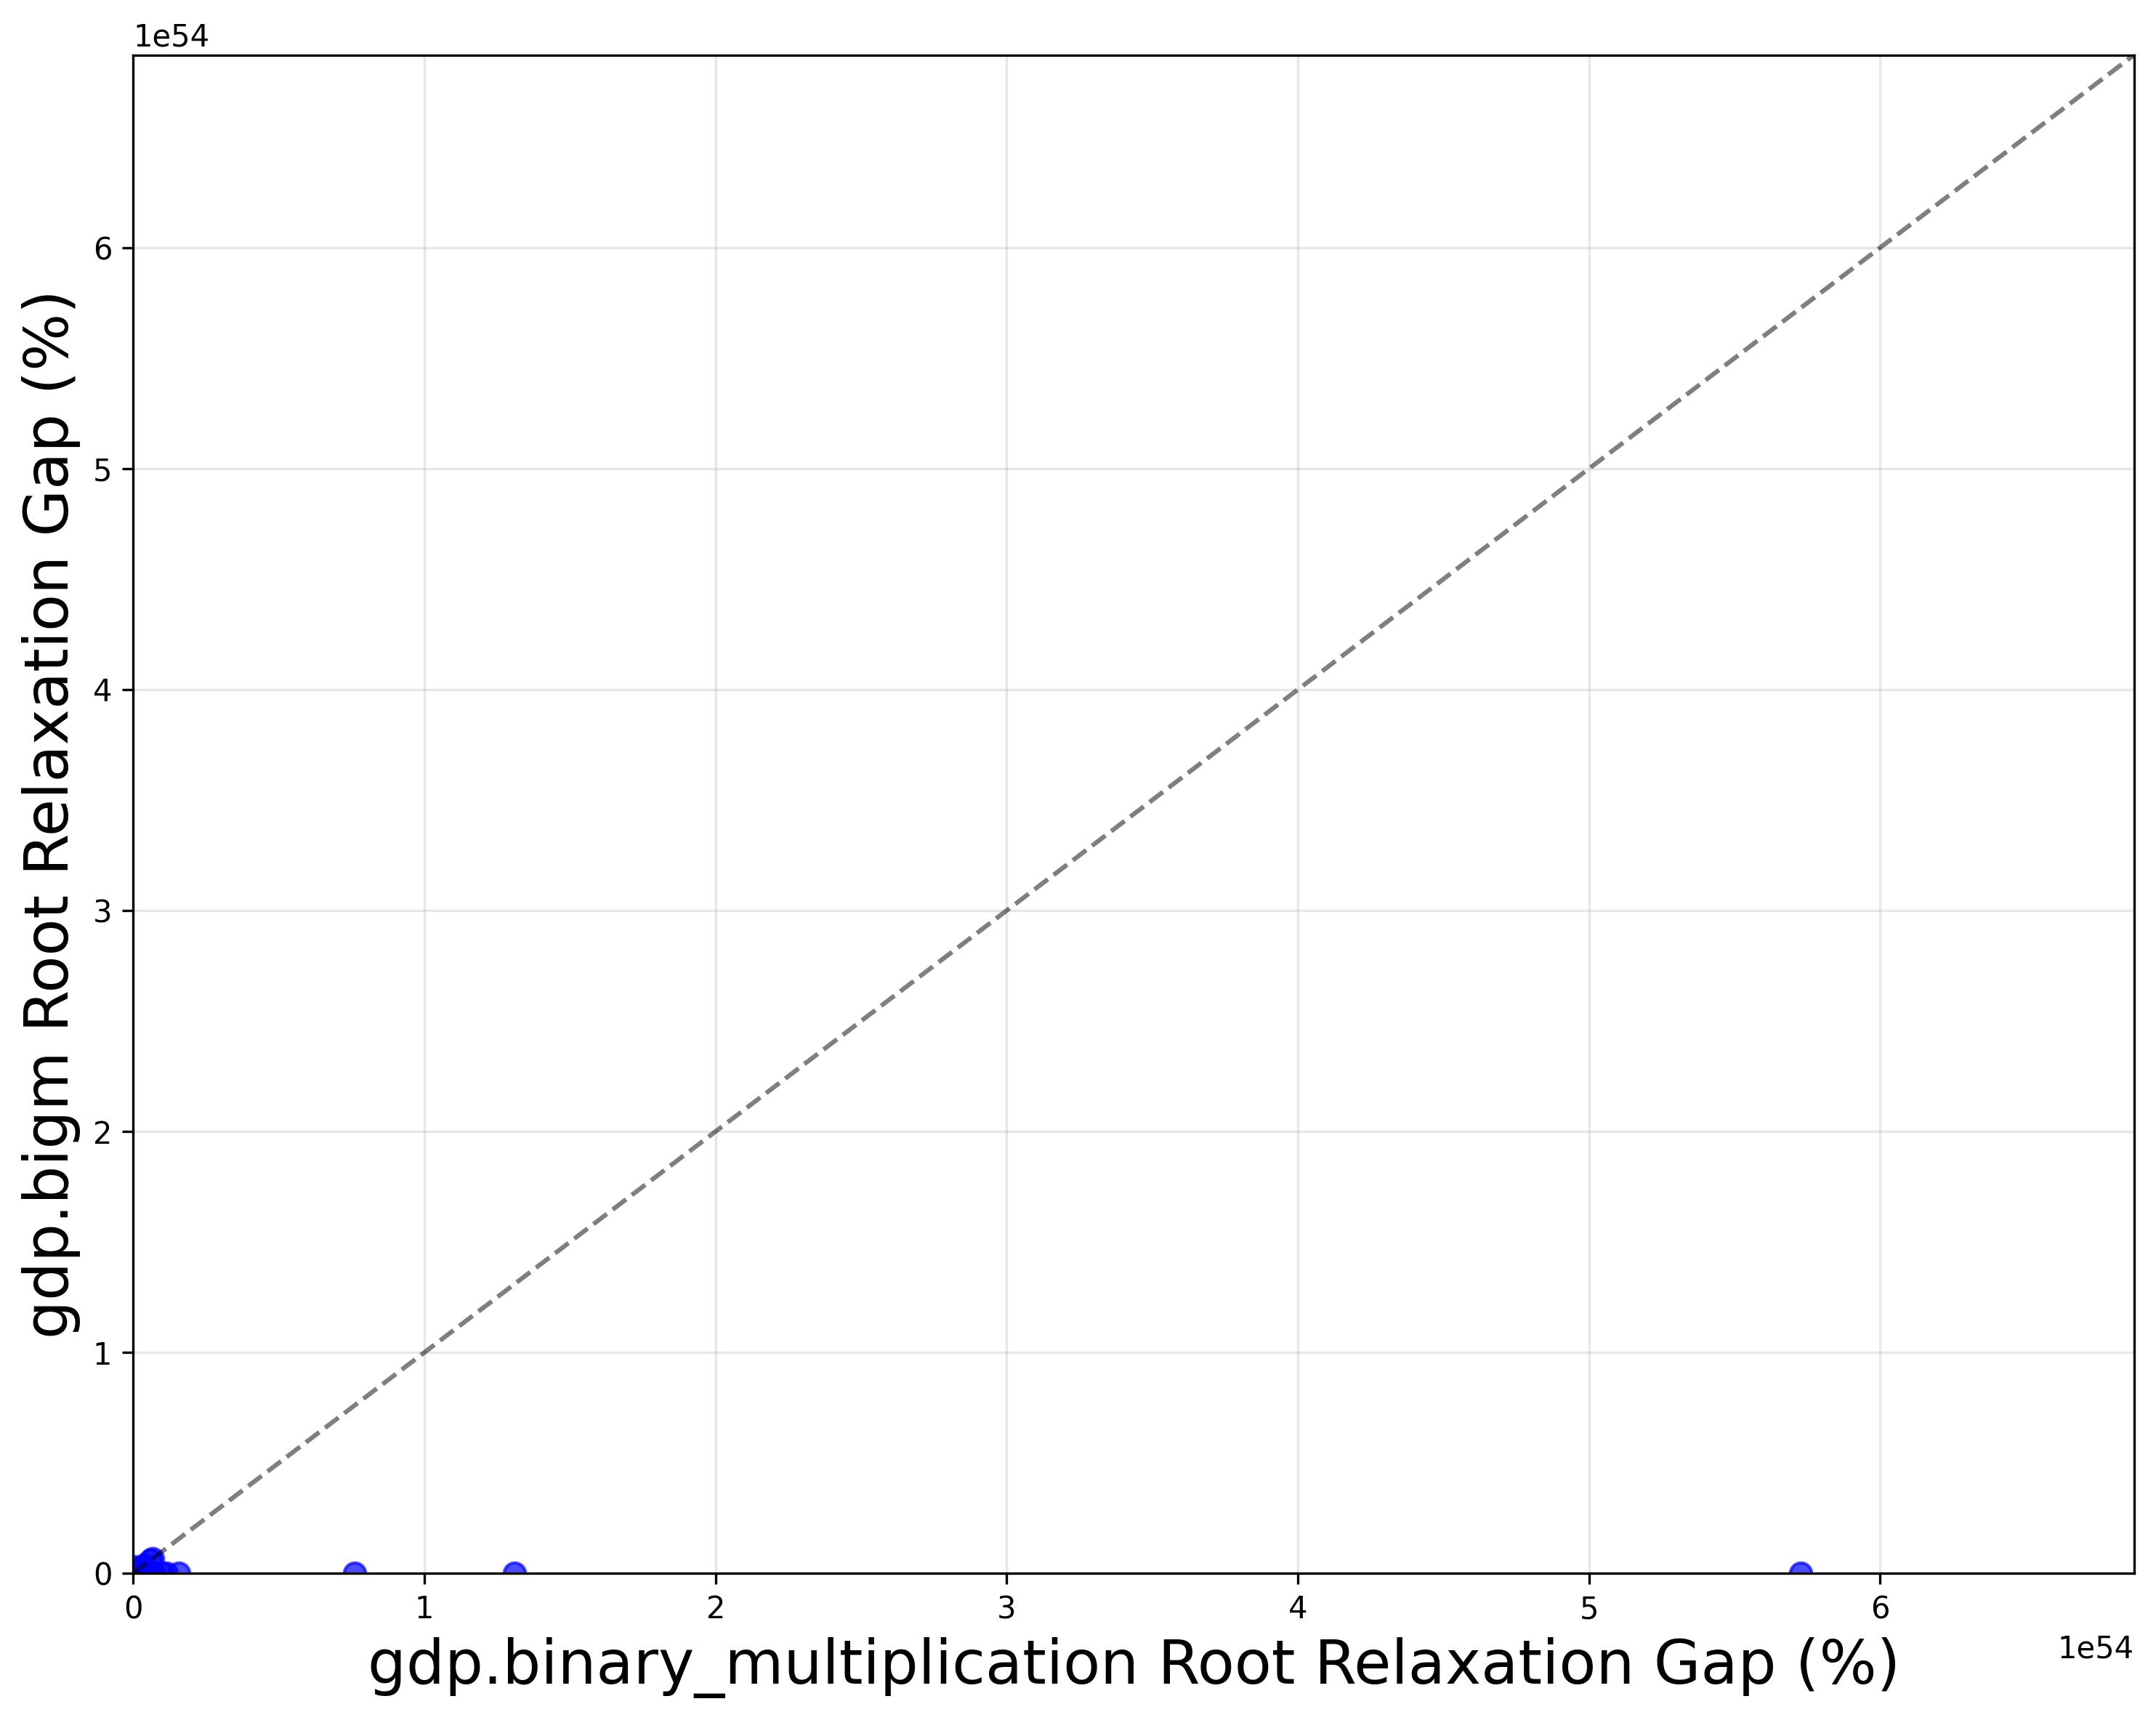 1e54
gdp.bigm Root Relaxation Gap (%)
6
5
4
3
2
1
0
0 1 2 3 4 5 6
1e54
gdp.binary_multiplication Root Relaxation Gap (%)